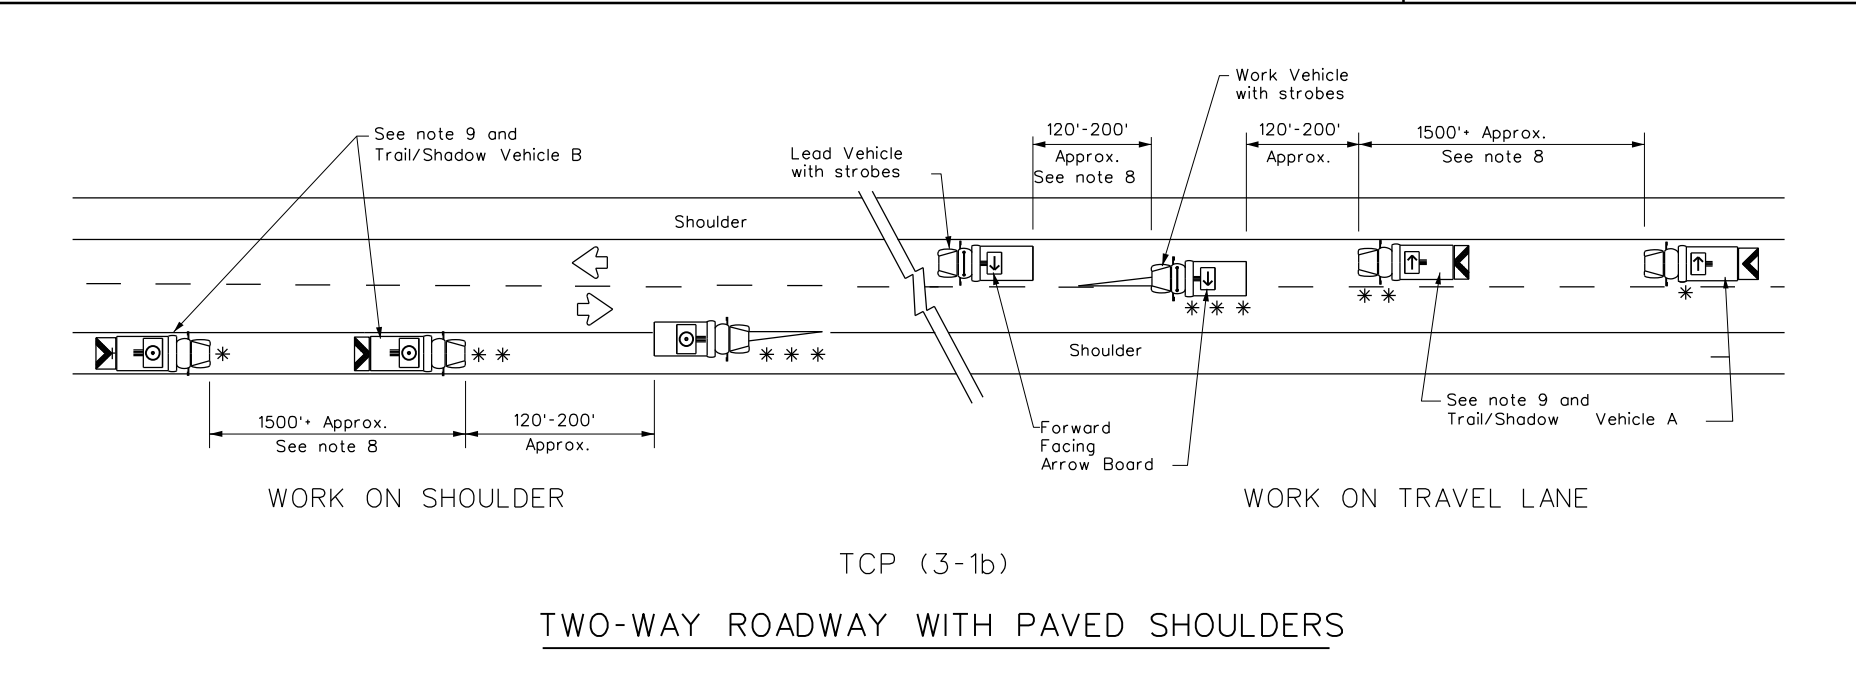 Work Vehicle
with strobes
See note 9 and
Trail/Shadow Vehicle B
Lead Vehicle
with strobes
120'-200'
Approx.
See note 8
120'-200'
Approx.
1500'+ Approx.
See note 8
Shoulder
Shoulder
* * * * * *
* * * * * *
1500'+ Approx.
See note 8
120'-200'
Approx.
Forward
Facing
Arrow Board
See note 9 and
Trail/Shadow Vehicle A
WORK ON SHOULDER
WORK ON TRAVEL LANE
TCP (3-1b)
TWO-WAY ROADWAY WITH PAVED SHOULDERS